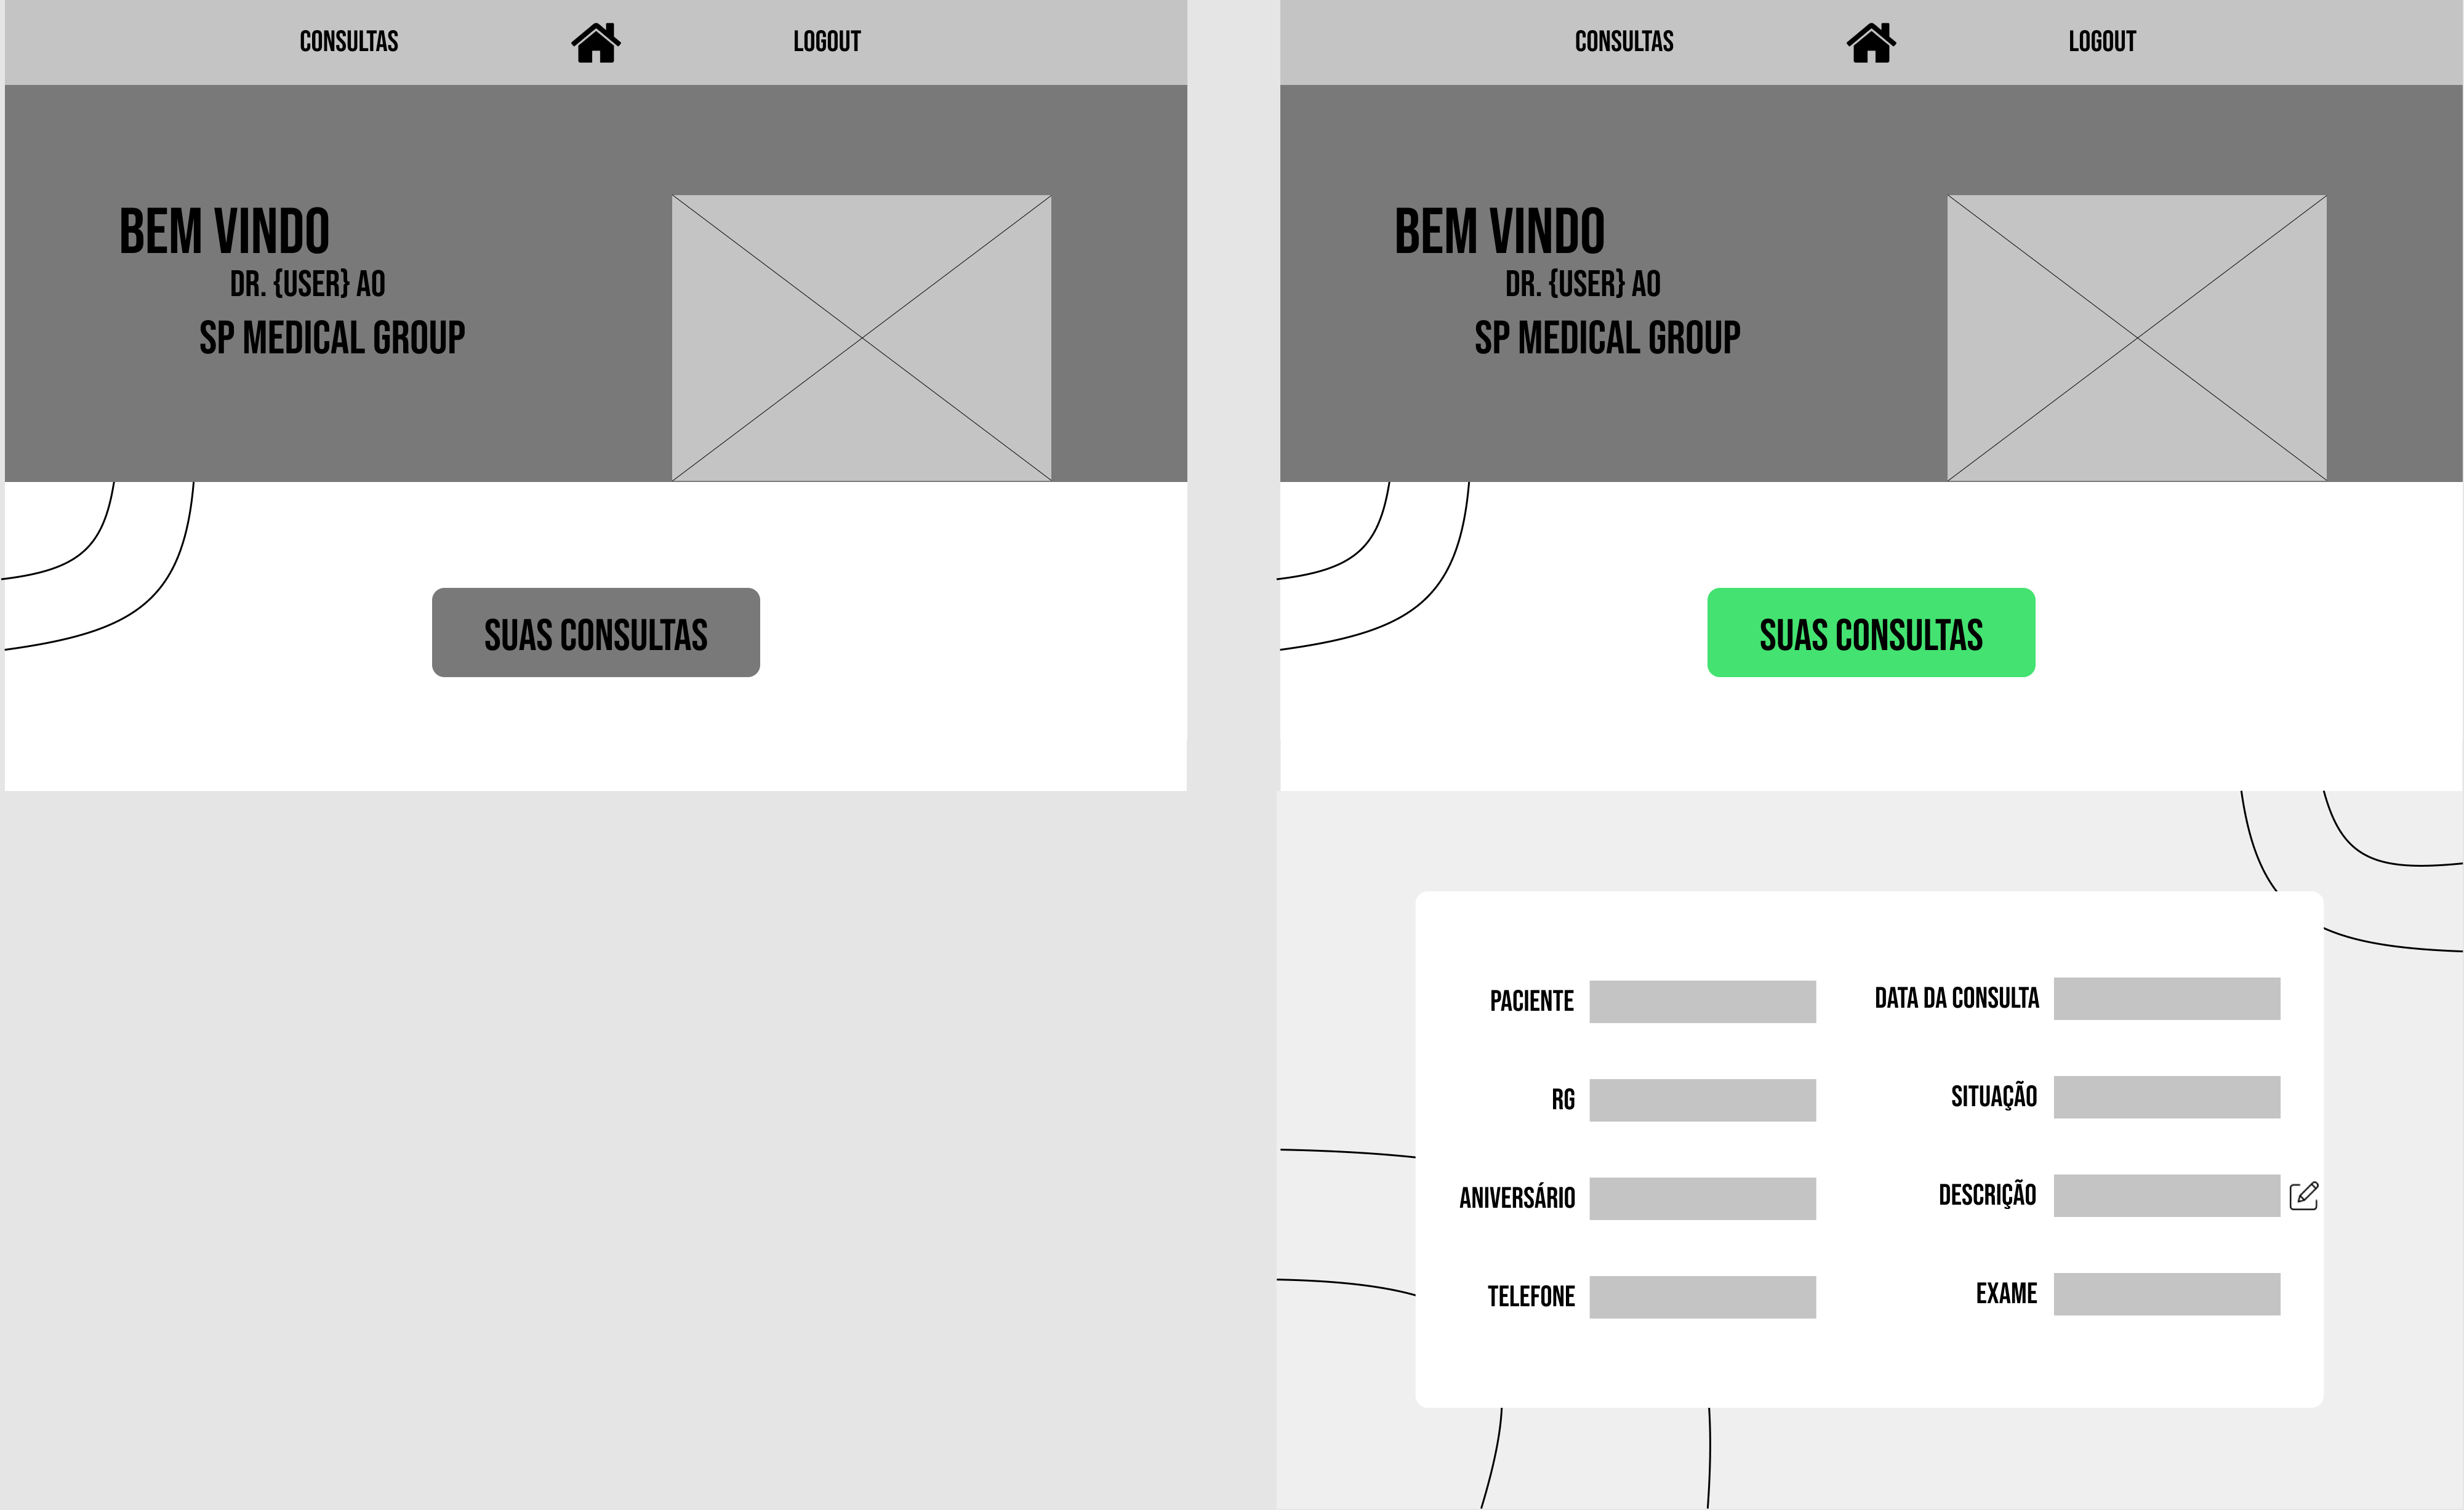 CONSULTAS
LOGOUT
BEM VINDO
DR. {USER} AO
SP MEDICAL GROUP
SUAS CONSULTAS
CONSULTAS
LOGOUT
BEM VINDO
DR. {USER} AO
SP MEDICAL GROUP
SUAS CONSULTAS
PACIENTE
DATA DA CONSULTA
RG
SITUAÇÃO
ANIVERSÁRIO
DESCRIÇÃO
TELEFONE
EXAME